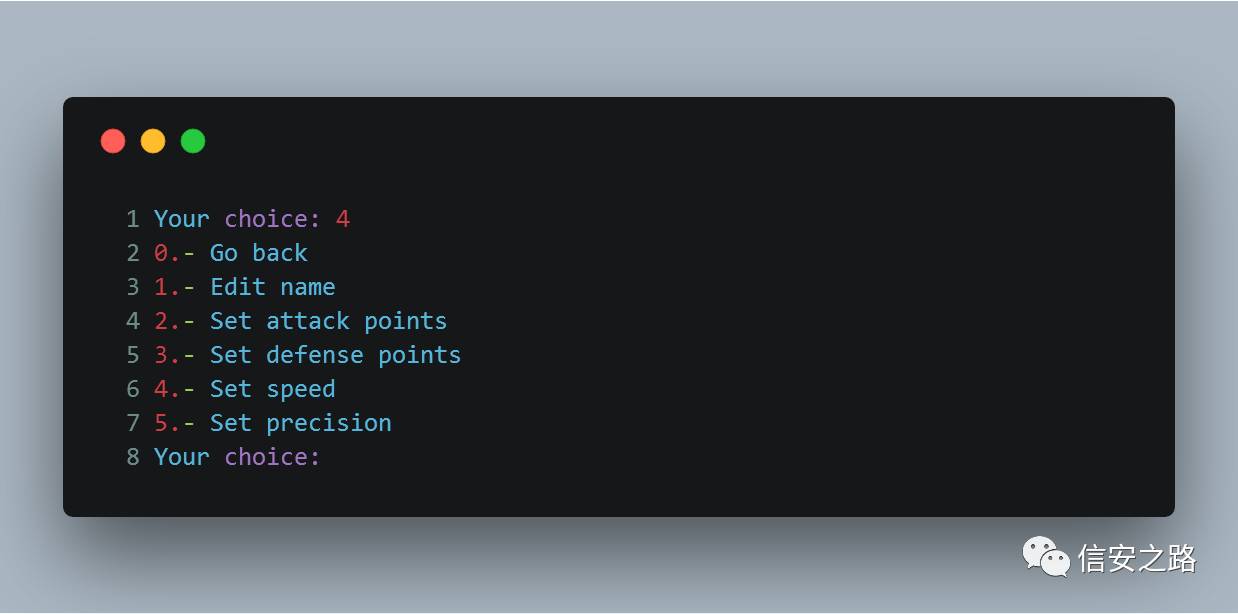 1 Your choice: 4
2 0.- Go back
3 1.- Edit name
4 2.- Set attack points
5 3.- Set defense points
6 4.- Set speed
7 5.- Set precision
8 Your choice:
信安之路